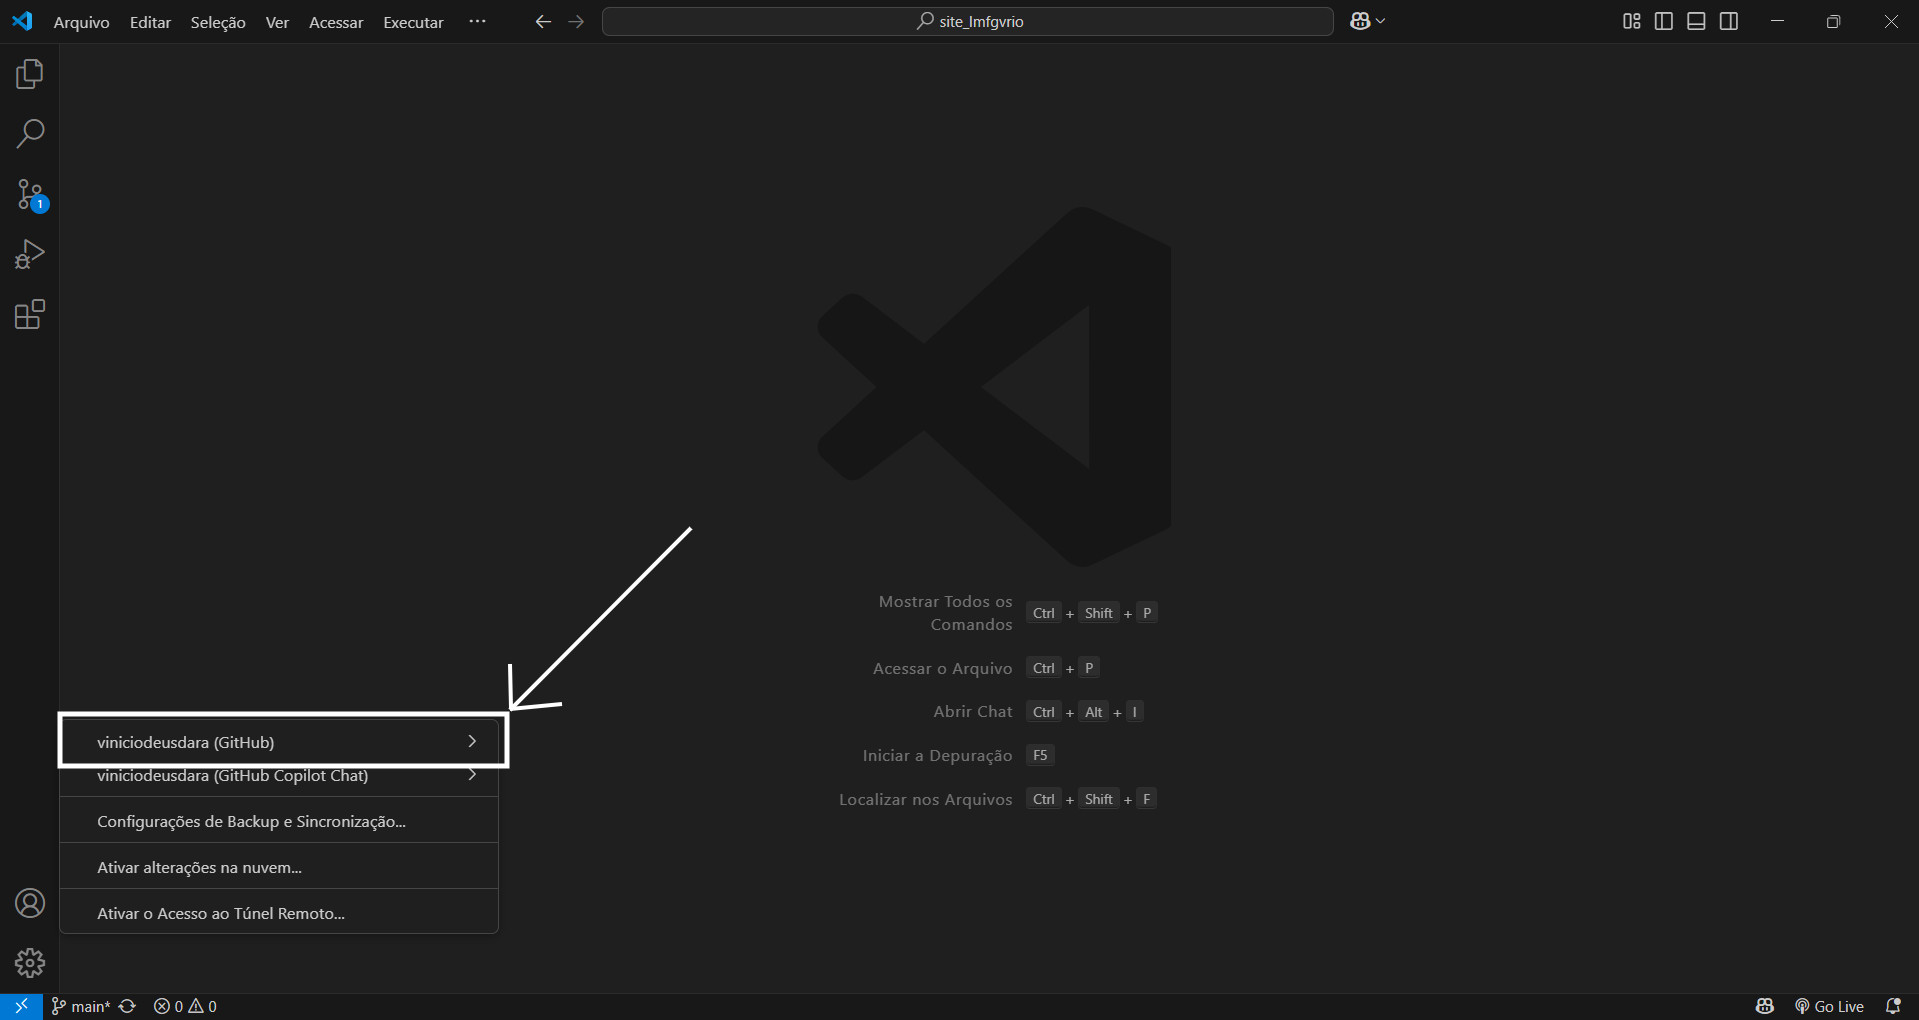 Arquivo Editar Seleção Ver Acessar Executar ··· site_lmfgvrio
1
Mostrar Todos os
Comandos Ctrl + Shift + P
Acessar o Arquivo Ctrl + P
Abrir Chat Ctrl + Alt + I
Iniciar a Depuração F5
Localizar nos Arquivos Ctrl + Shift + F
viniciodeusdara (GitHub)
viniciodeusdara (GitHub Copilot Chat)
Configurações de Backup e Sincronização...
Ativar alterações na nuvem...
Ativar o Acesso ao Túnel Remoto...
main* 0 0 Go Live